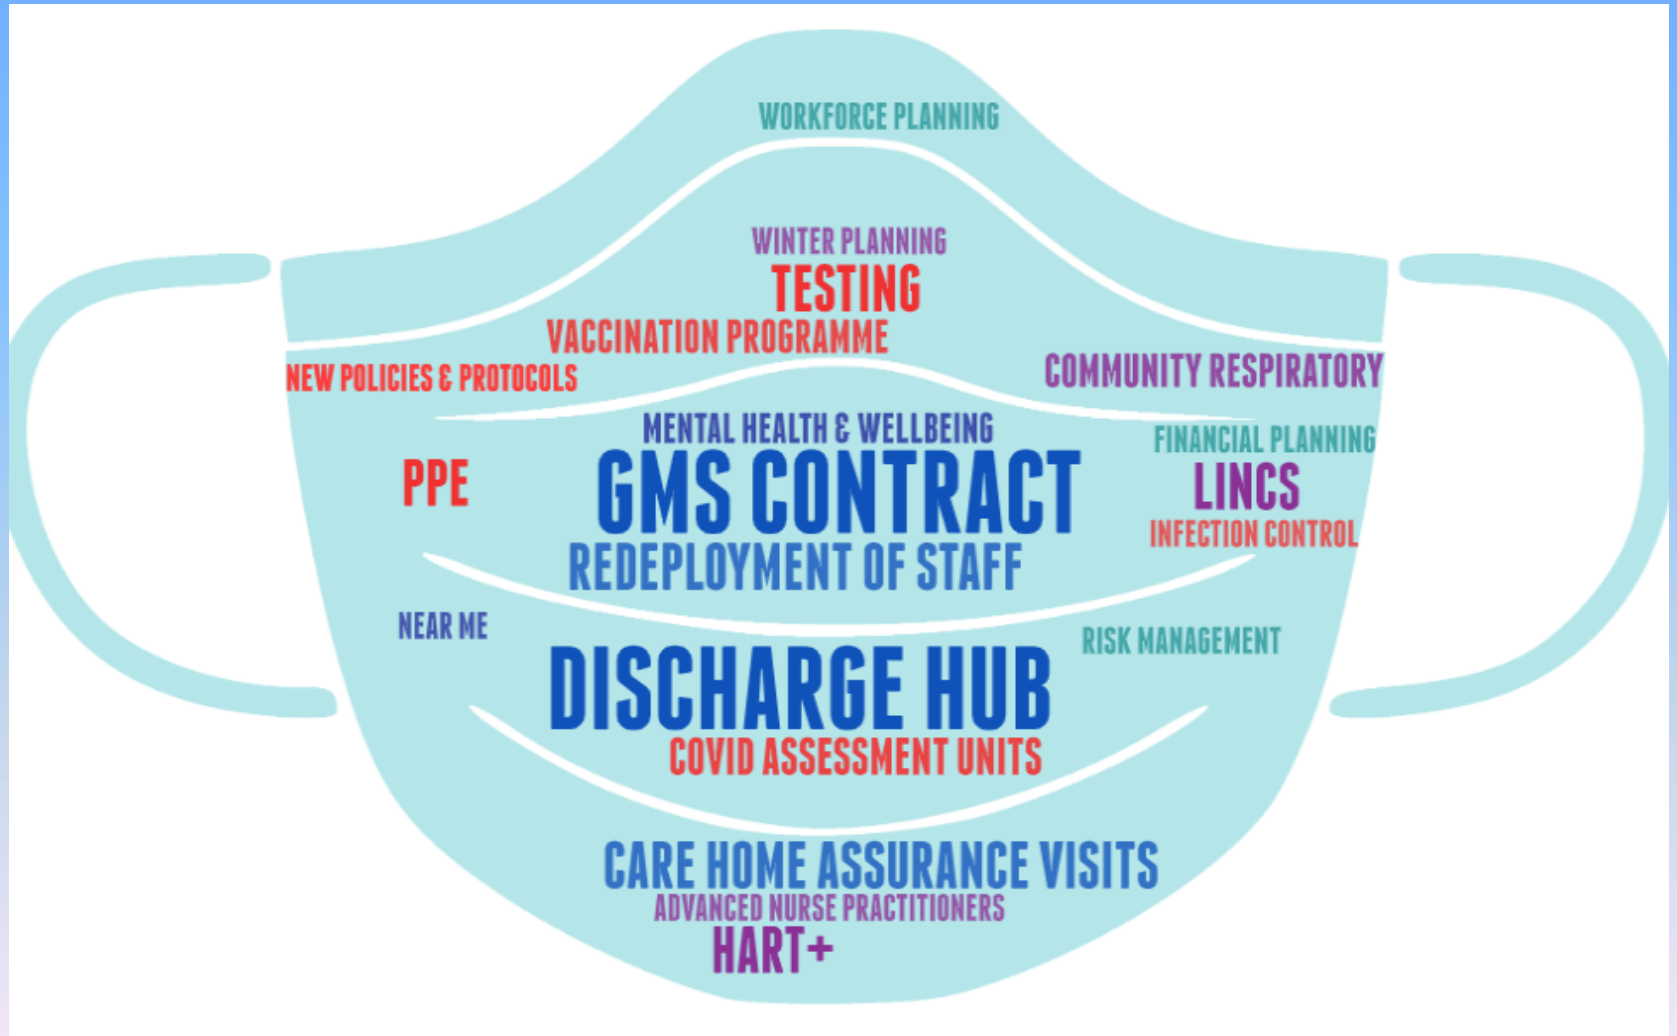 WORKFORCE PLANNING
WINTER PLANNING
TESTING
VACCINATION PROGRAMME
NEW POLICIES & PROTOCOLS
COMMUNITY RESPIRATORY
MENTAL HEALTH & WELLBEING
FINANCIAL PLANNING
PPE
GMS CONTRACT
LINCS
INFECTION CONTROL
REDEPLOYMENT OF STAFF
NEAR ME
RISK MANAGEMENT
DISCHARGE HUB
COVID ASSESSMENT UNITS
CARE HOME ASSURANCE VISITS
ADVANCED NURSE PRACTITIONERS
HART+